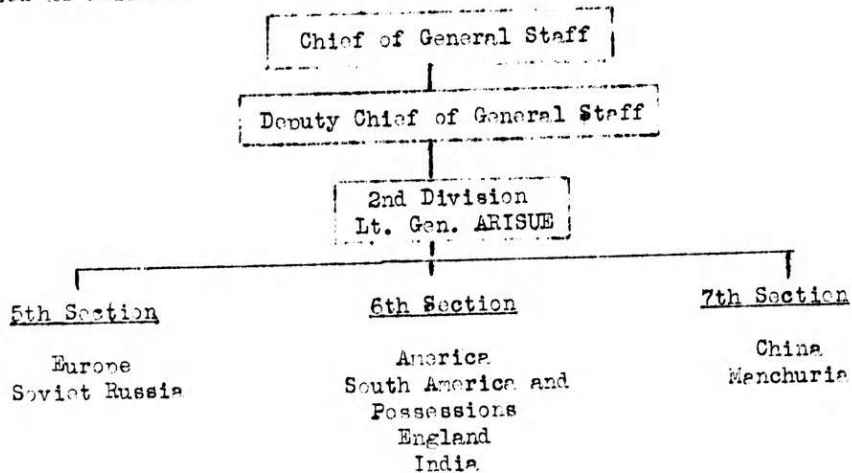 Chief of General Staff
Deputy Chief of General Staff
2nd Division
Lt. Gen. ARISUE
5th Section
Europe
Soviet Russia
6th Section
America
South America and
Possessions
England
India
7th Section
China
Manchuria